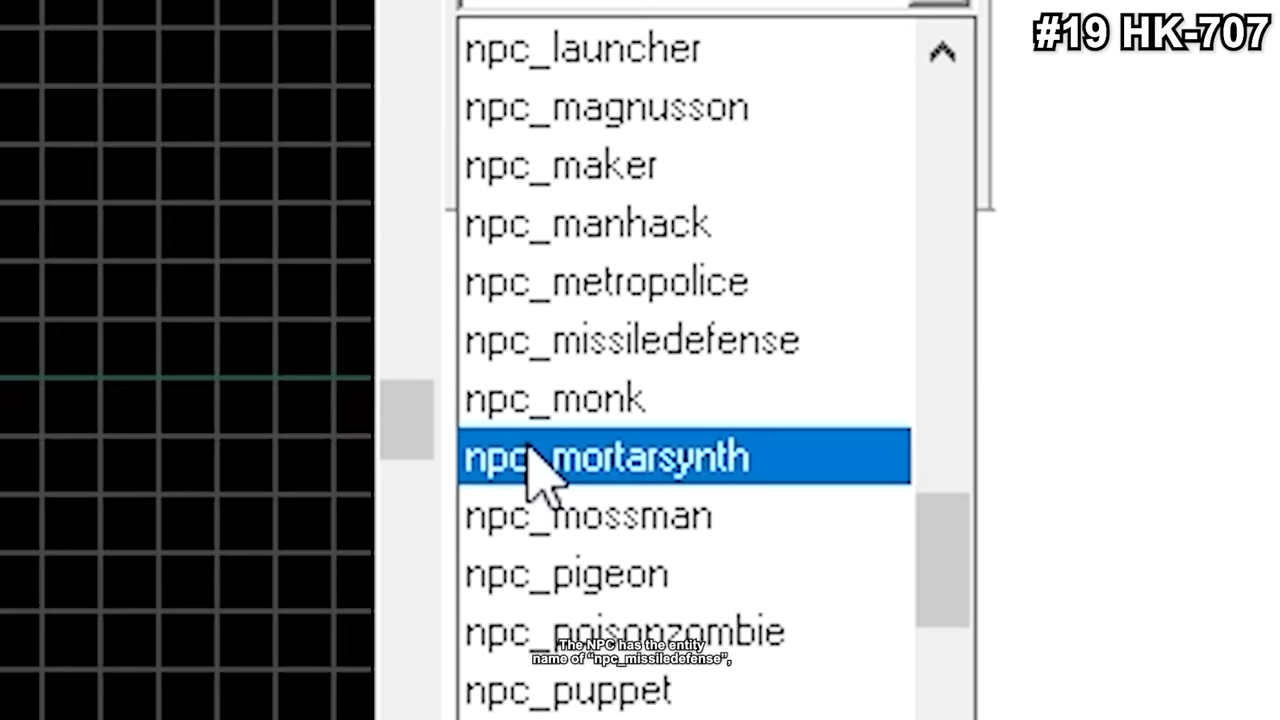 #19 HK-707
npc_launcher
npc_magnusson
npc_maker
npc_manhack
npc_metropolice
npc_missiledefense
npc_monk
npc_mortarsynth
npc_mossman
npc_pigeon
npc_poisonzombie
The NPC has the entity
name of "npc_missiledefense",
npc_puppet